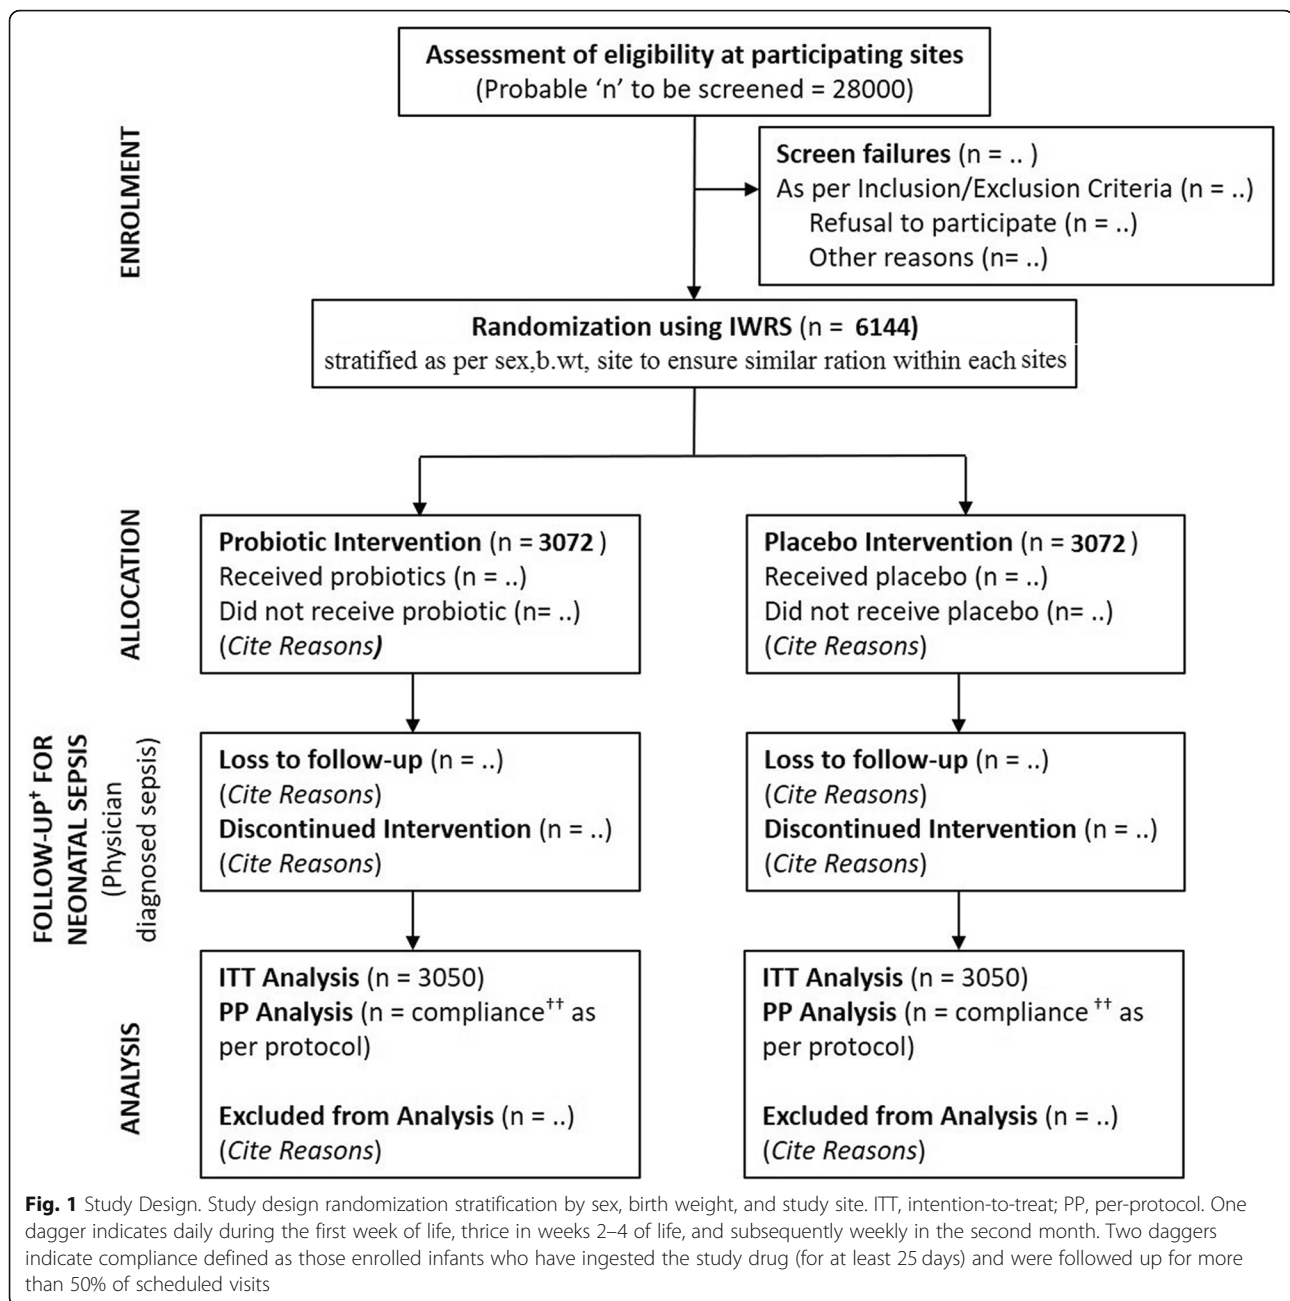 Assessment of eligibility at participating sites
(Probable ‘n’ to be screened = 28000)
ENROLMENT
Screen failures (n = .. )
As per Inclusion/Exclusion Criteria (n = ..)
Refusal to participate (n = ..)
Other reasons (n= ..)
Randomization using IWRS (n = 6144)
stratified as per sex,b.wt, site to ensure similar ration within each sites
ALLOCATION
Probiotic Intervention (n = 3072 )
Received probiotics (n = ..)
Did not receive probiotic (n= ..)
(Cite Reasons)
Placebo Intervention (n = 3072 )
Received placebo (n = ..)
Did not receive placebo (n= ..)
(Cite Reasons)
FOLLOW-UP† FOR
NEONATAL SEPSIS
(Physician
diagnosed sepsis)
Loss to follow-up (n = ..)
(Cite Reasons)
Discontinued Intervention (n = ..)
(Cite Reasons)
Loss to follow-up (n = ..)
(Cite Reasons)
Discontinued Intervention (n = ..)
(Cite Reasons)
ANALYSIS
ITT Analysis (n = 3050)
PP Analysis (n = compliance†† as
per protocol)
Excluded from Analysis (n = ..)
(Cite Reasons)
ITT Analysis (n = 3050)
PP Analysis (n = compliance †† as
per protocol)
Excluded from Analysis (n = ..)
(Cite Reasons)
Fig. 1 Study Design. Study design randomization stratification by sex, birth weight, and study site. ITT, intention-to-treat; PP, per-protocol. One
dagger indicates daily during the first week of life, thrice in weeks 2–4 of life, and subsequently weekly in the second month. Two daggers
indicate compliance defined as those enrolled infants who have ingested the study drug (for at least 25 days) and were followed up for more
than 50% of scheduled visits